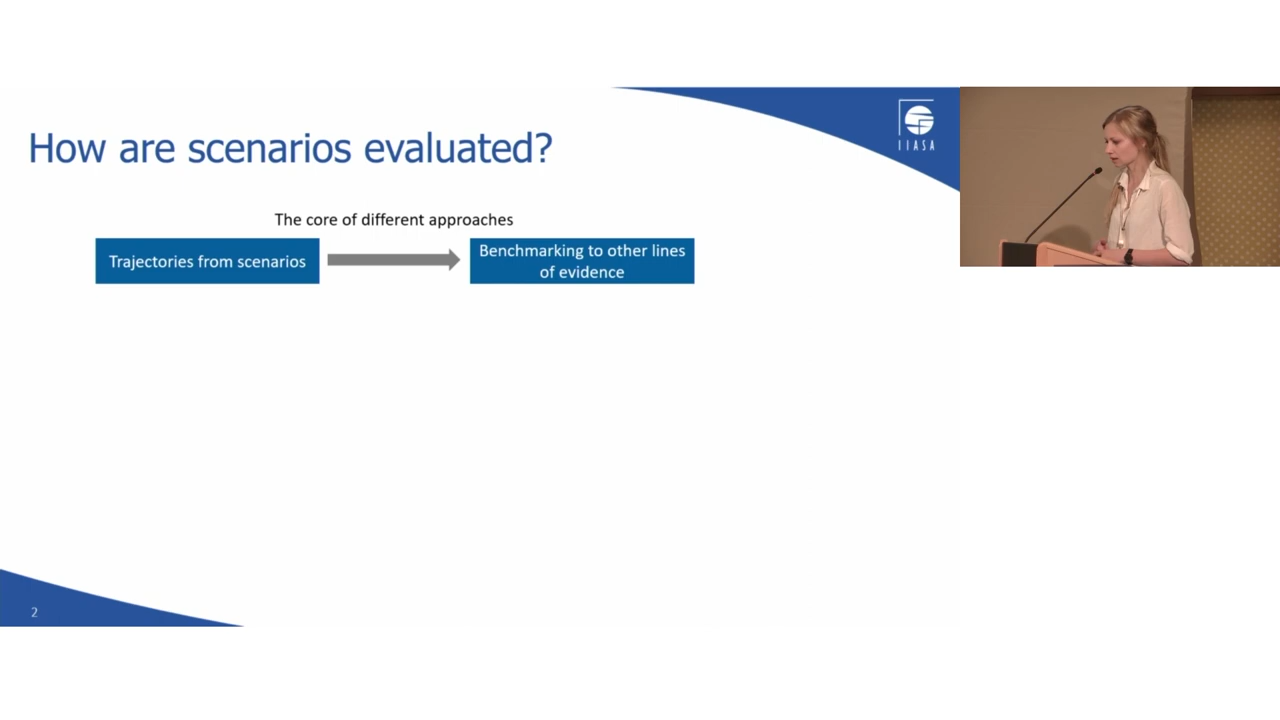 IIASA
How are scenarios evaluated?
The core of different approaches
Trajectories from scenarios
Benchmarking to other lines
of evidence
2